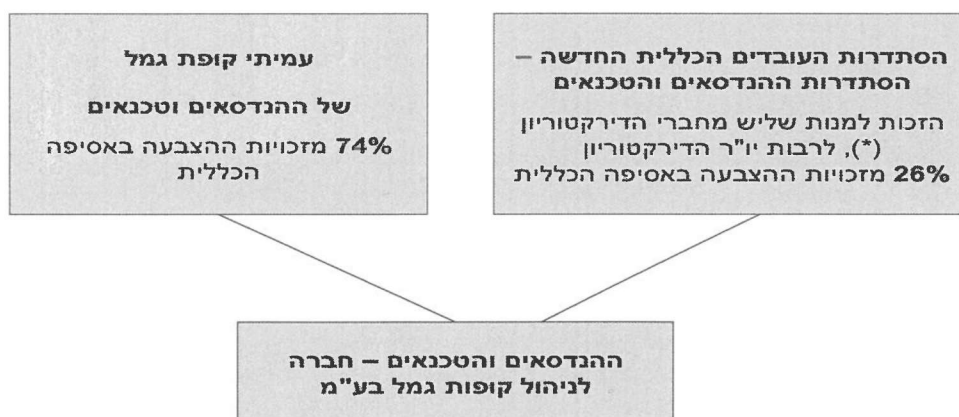 הסתדרות העובדים הכללית החדשה –
הסתדרות ההנדסאים והטכנאים
הזכות למנות שליש מחברי הדירקטוריון
(*), לרבות יו"ר הדירקטוריון
26% מזכויות ההצבעה באסיפה הכללית
עמיתי קופת גמל
של ההנדסאים וטכנאים
74% מזכויות ההצבעה באסיפה
הכללית
ההנדסאים והטכנאים – חברה
לניהול קופות גמל בע"מ